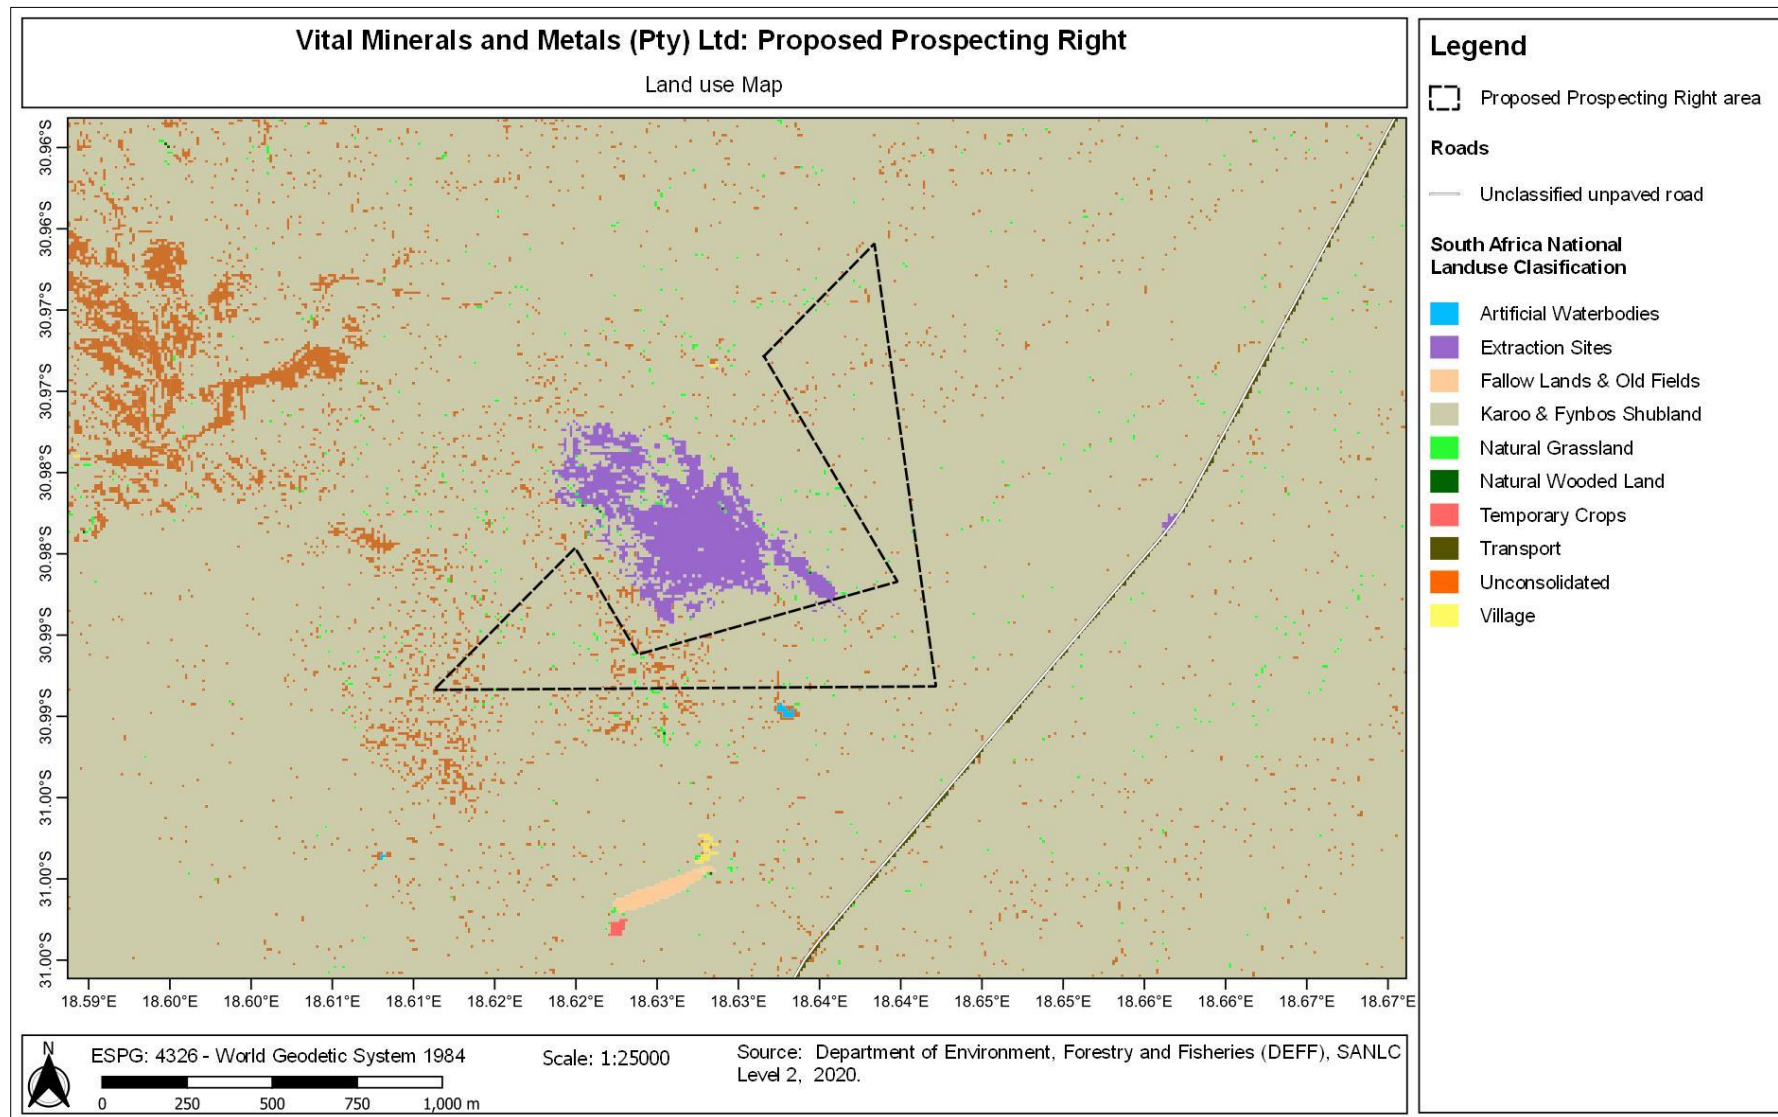 Vital Minerals and Metals (Pty) Ltd: Proposed Prospecting Right
Land use Map
30.96°S
30.96°S
30.97°S
30.97°S
30.98°S
30.98°S
30.99°S
30.99°S
31.00°S
31.00°S
31.00°S
18.59°E 18.60°E 18.60°E 18.61°E 18.61°E 18.62°E 18.62°E 18.63°E 18.63°E 18.64°E 18.64°E 18.65°E 18.65°E 18.66°E 18.66°E 18.67°E 18.67°E
N
ESPG: 4326 - World Geodetic System 1984
0 250 500 750 1,000 m
Scale: 1:25000
Source: Department of Environment, Forestry and Fisheries (DEFF), SANLC
Level 2, 2020.
Legend
Proposed Prospecting Right area
Roads
Unclassified unpaved road
South Africa National
Landuse Clasification
Artificial Waterbodies
Extraction Sites
Fallow Lands & Old Fields
Karoo & Fynbos Shubland
Natural Grassland
Natural Wooded Land
Temporary Crops
Transport
Unconsolidated
Village